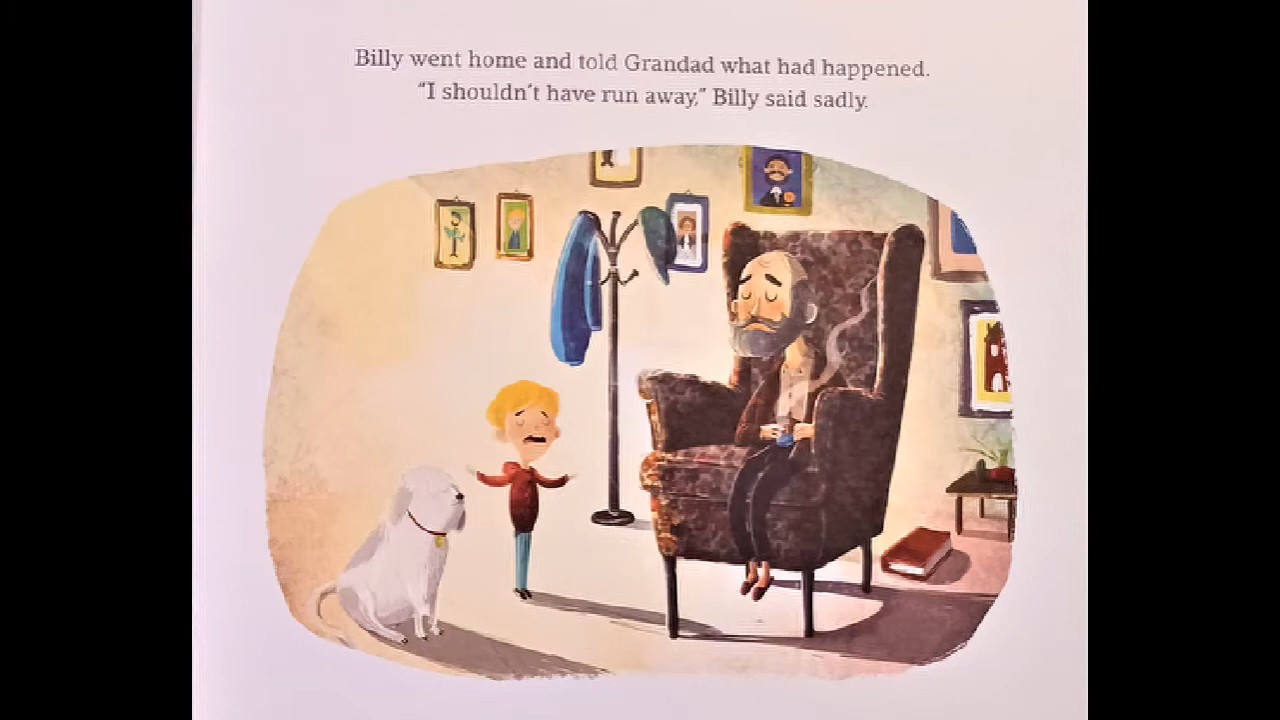 Billy went home and told Grandad what had happened.
“I shouldn’t have run away,” Billy said sadly.